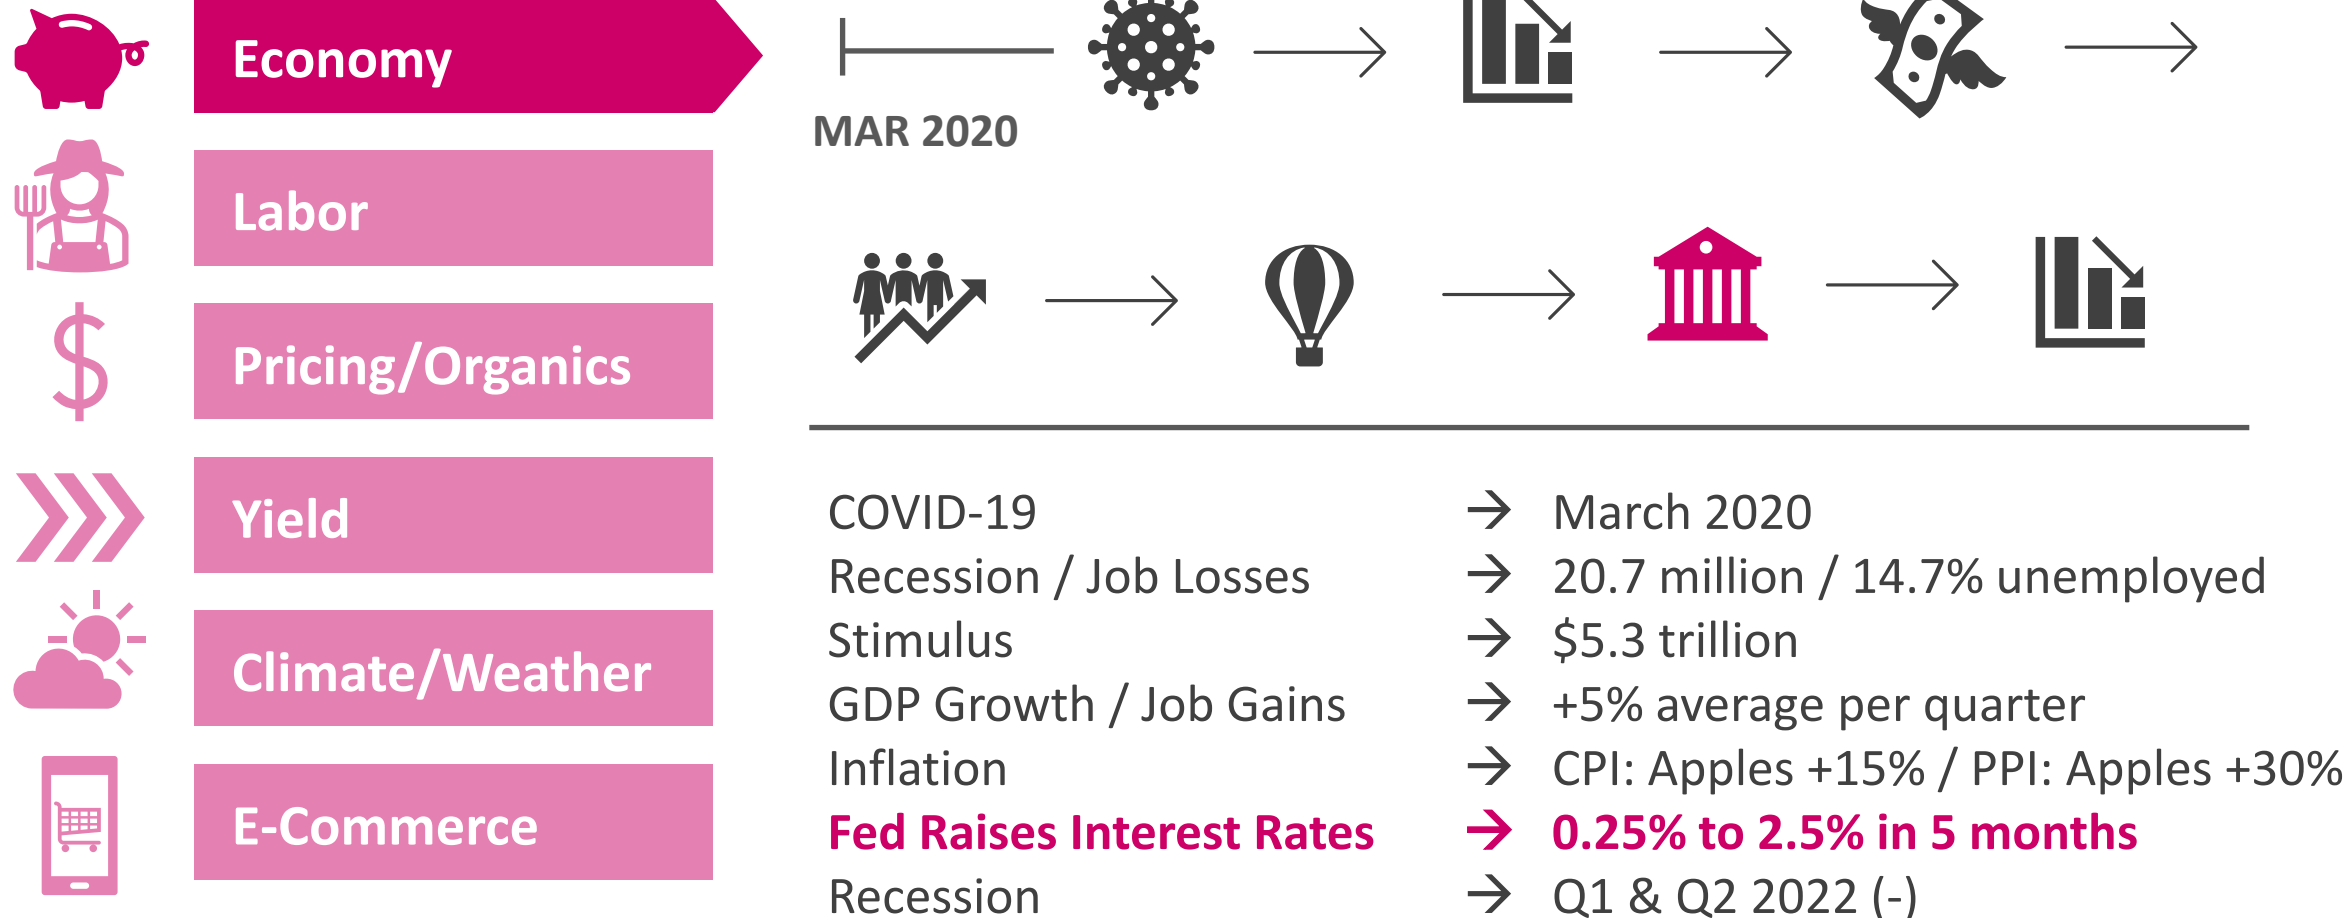 Economy
Labor
Pricing/Organics
Yield
Climate/Weather
E-Commerce
MAR 2020
COVID-19 → March 2020
Recession / Job Losses → 20.7 million / 14.7% unemployed
Stimulus → $5.3 trillion
GDP Growth / Job Gains → +5% average per quarter
Inflation → CPI: Apples +15% / PPI: Apples +30%
Fed Raises Interest Rates → 0.25% to 2.5% in 5 months
Recession → Q1 & Q2 2022 (-)